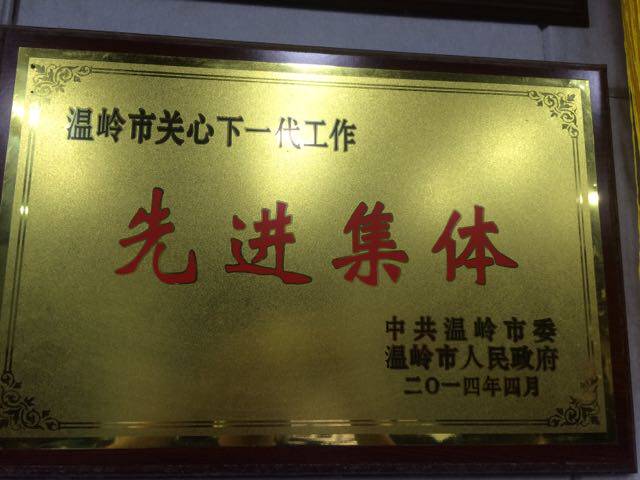 温岭市关心下一代工作
先进集体
中共温岭市委
温岭市人民政府
二〇一四年四月